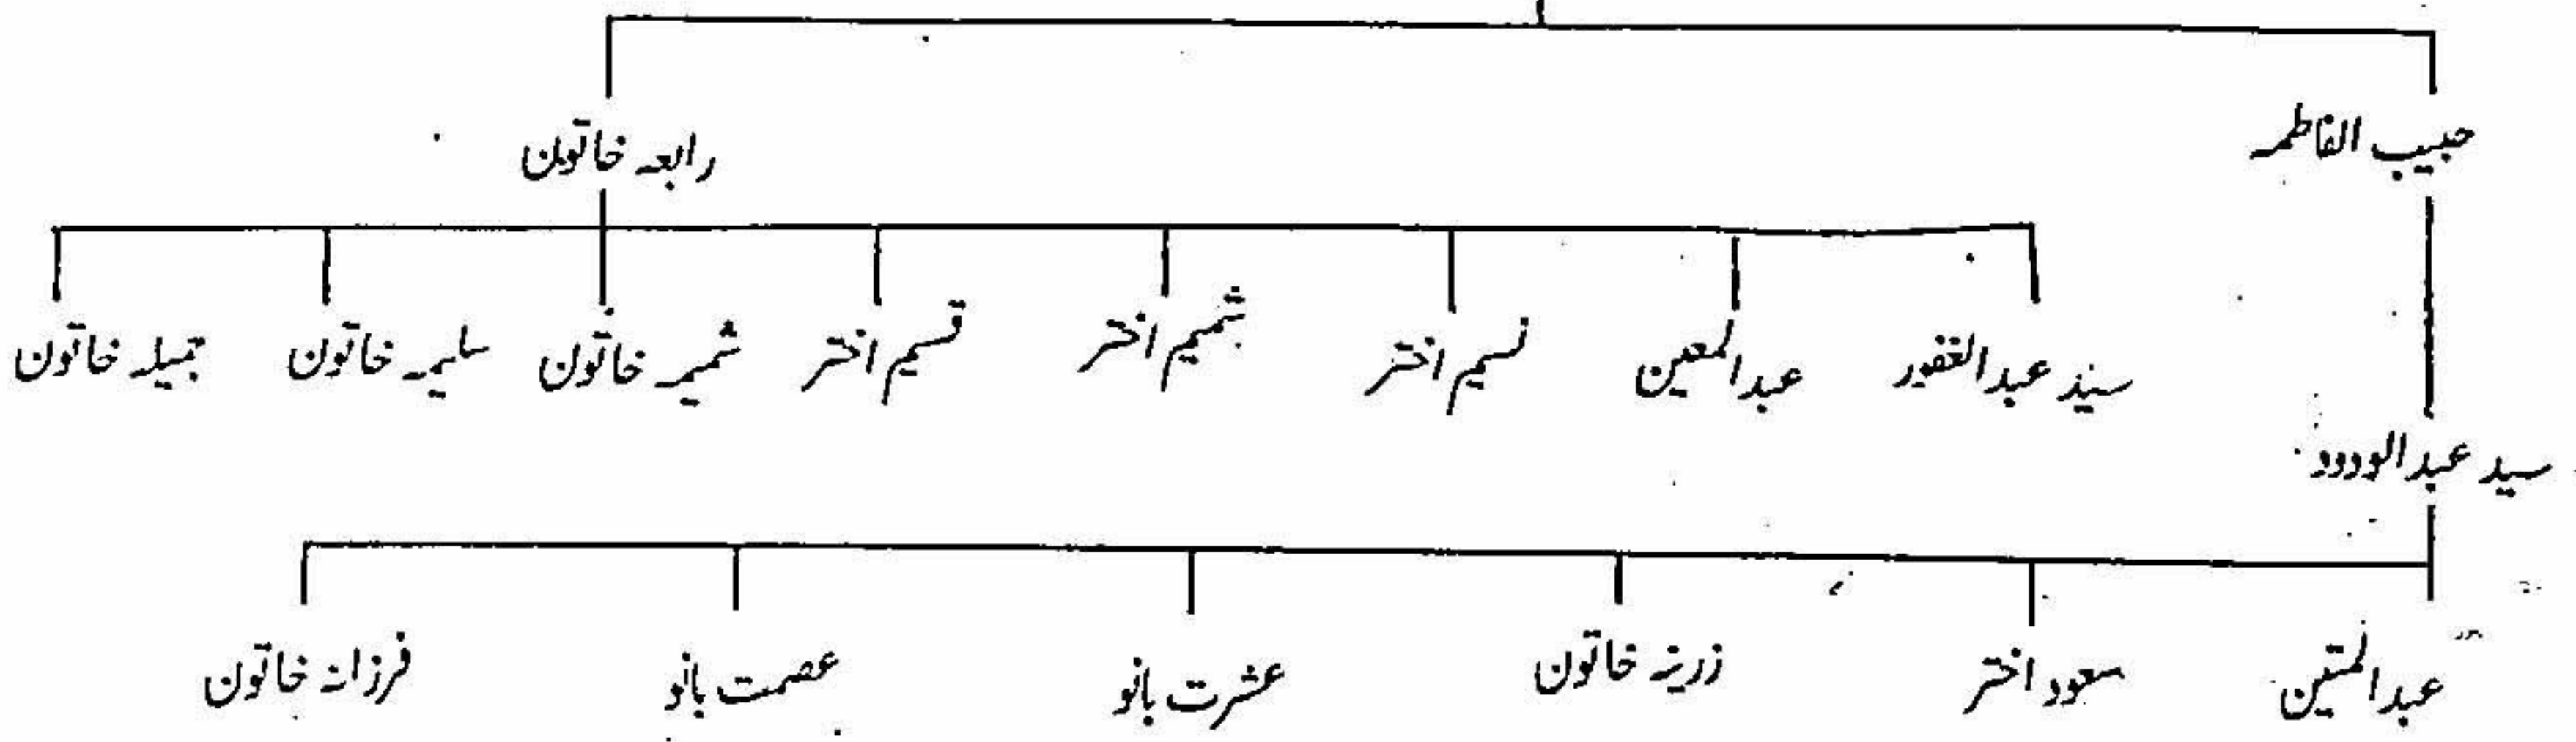 حبیب الفاطمہ رابعہ خاتون
سید عبدالغفور عبدالمعین نسیم اختر شمیم اختر قسیم اختر شمیمہ خاتون سلیمہ خاتون جمیلہ خاتون
سید عبدالودود
عبدالمتین مسعود اختر زرینہ خاتون عشرت بانو عصمت بانو فرزانہ خاتون